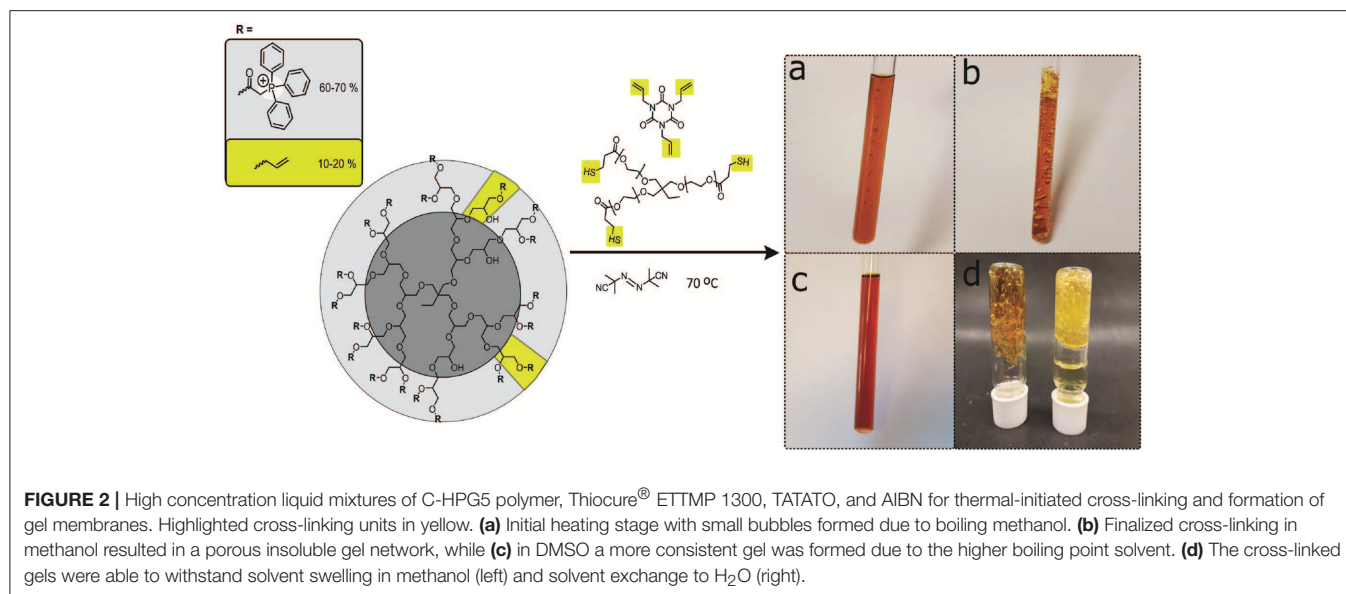 R =
O
P
+
60-70 %
10-20 %
O
O
N
N
O
N
O
HS
O
O
O
O
O
O
SH
O
O
O
HS
NC
N
N
CN
70 °C
R
O
O-R
OH
a
b
c
d
FIGURE 2 | High concentration liquid mixtures of C-HPG5 polymer, Thiocure® ETTMP 1300, TATATO, and AIBN for thermal-initiated cross-linking and formation of
gel membranes. Highlighted cross-linking units in yellow. (a) Initial heating stage with small bubbles formed due to boiling methanol. (b) Finalized cross-linking in
methanol resulted in a porous insoluble gel network, while (c) in DMSO a more consistent gel was formed due to the higher boiling point solvent. (d) The cross-linked
gels were able to withstand solvent swelling in methanol (left) and solvent exchange to H2O (right).